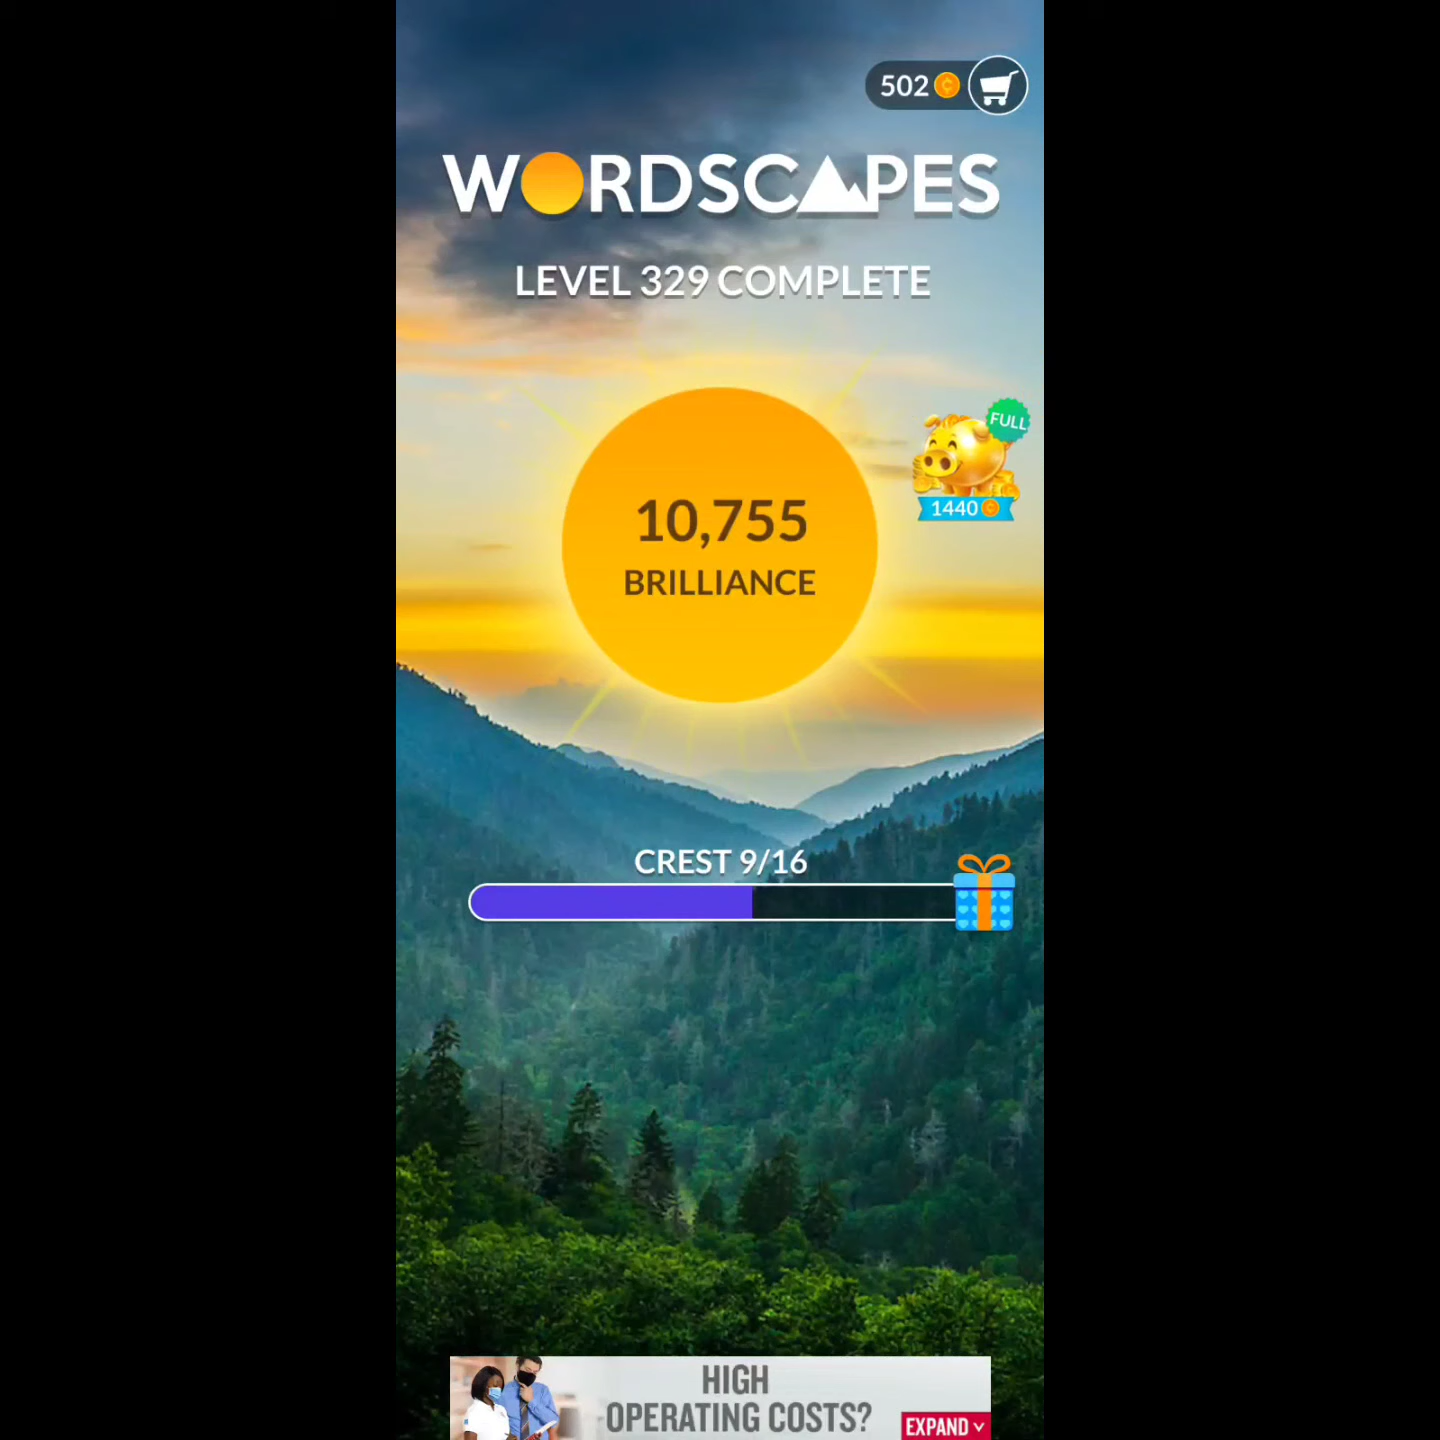 502
WORDSCAPES
LEVEL 329 COMPLETE
FULL
1440
10,755
BRILLIANCE
CREST 9/16
HIGH
OPERATING COSTS?
EXPAND